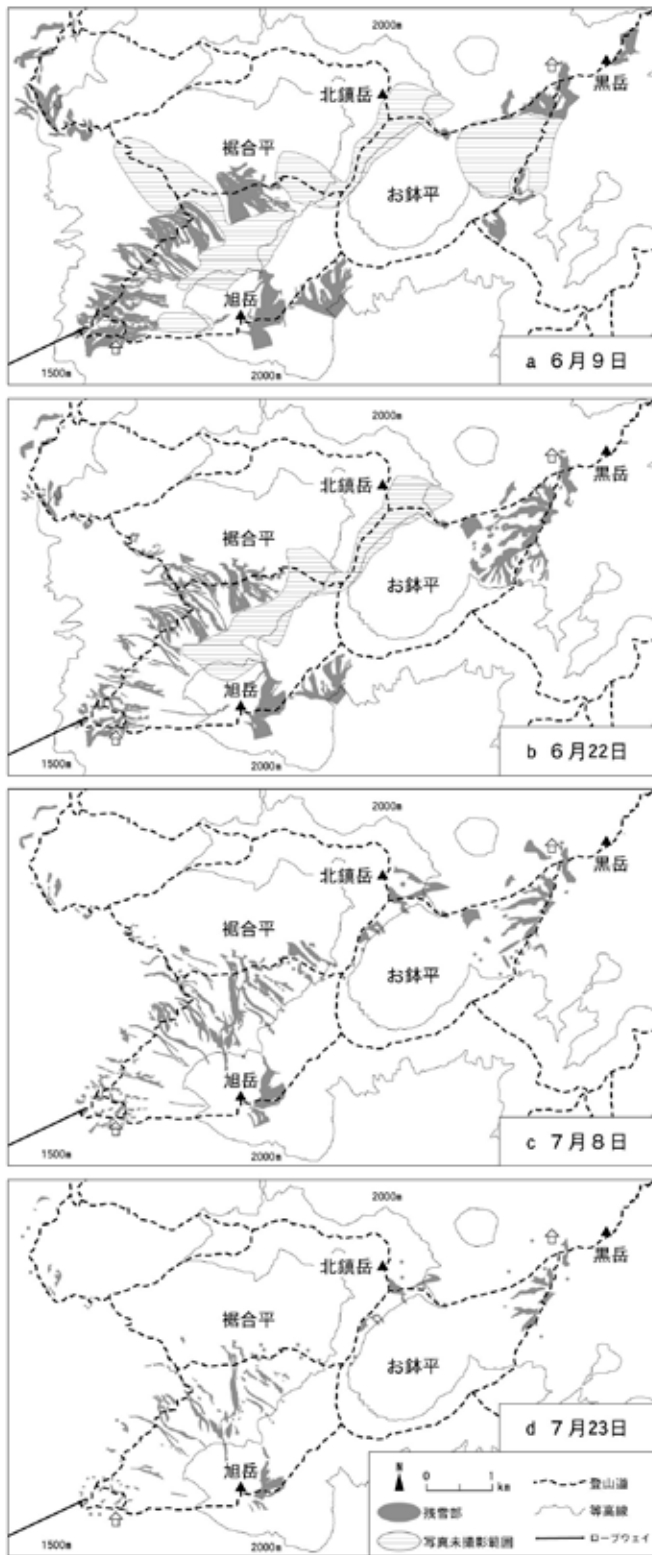 2000m
北鎮岳
黒岳
裾合平
お鉢平
旭岳
1500m
2000m
a 6月9日
2000m
北鎮岳
黒岳
裾合平
お鉢平
旭岳
1500m
2000m
b 6月22日
2000m
北鎮岳
黒岳
裾合平
お鉢平
旭岳
1500m
2000m
c 7月8日
2000m
北鎮岳
黒岳
裾合平
お鉢平
旭岳
1500m
2000m
d 7月23日
N
0 1
km
登山道
残雪部
等高線
写真未撮影範囲
ロープウェイ